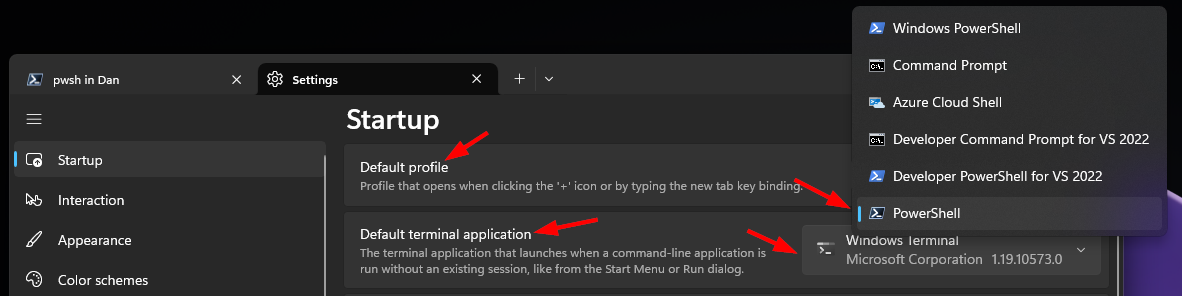 pwsh in Dan
Settings
Startup
Interaction
Appearance
Color schemes
Startup
Default profile
Profile that opens when clicking the '+' icon or by typing the new tab key binding.
Default terminal application
The terminal application that launches when a command-line application is
run without an existing session, like from the Start Menu or Run dialog.
Windows PowerShell
Command Prompt
Azure Cloud Shell
Developer Command Prompt for VS 2022
Developer PowerShell for VS 2022
PowerShell
Windows Terminal
Microsoft Corporation 1.19.10573.0